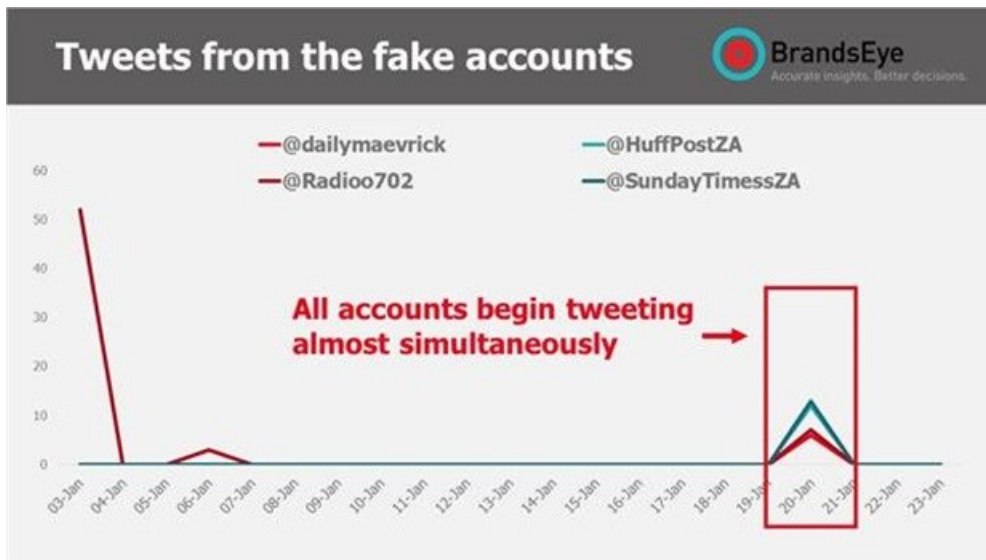 Tweets from the fake accounts
BrandsEye
Accurate insights. Better decisions.
@dailymaevrick
@HuffPostZA
@Radioo702
@SundayTimessZA
60
50
40
30
20
10
0
All accounts begin tweeting
almost simultaneously
03-Jan
04-Jan
05-Jan
06-Jan
07-Jan
08-Jan
09-Jan
10-Jan
11-Jan
12-Jan
13-Jan
14-Jan
15-Jan
16-Jan
17-Jan
18-Jan
19-Jan
20-Jan
21-Jan
22-Jan
23-Jan